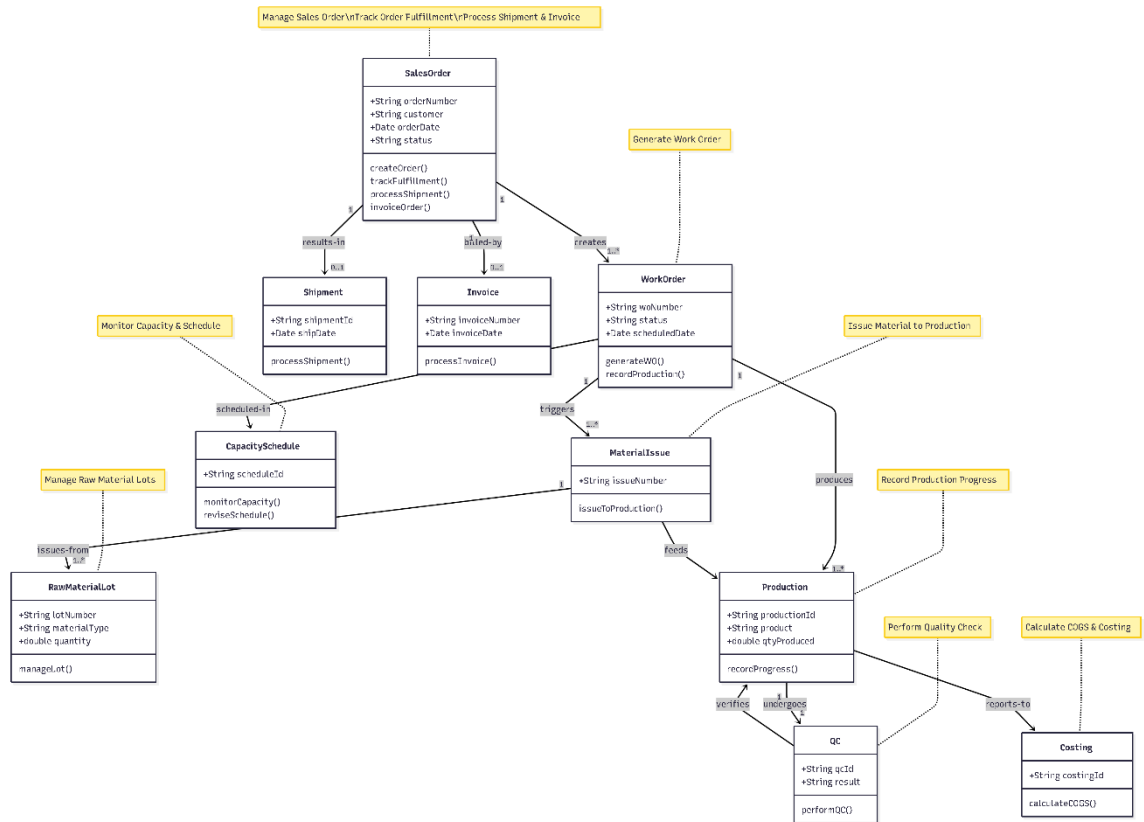 Manage Sales Order\nTrack Order Fulfillment\nProcess Shipment & Invoice
SalesOrder
+String orderNumber
+String customer
+Date orderDate
+String status
createOrder()
trackFulfillment()
processShipment()
invoiceOrder()
Generate Work Order
1
1
1
results-in
billed-by
creates
0..1
0..1
1..*
Shipment
+String shipmentId
+Date shipDate
processShipment()
Invoice
+String invoiceNumber
+Date invoiceDate
processInvoice()
WorkOrder
+String woNumber
+String status
+Date scheduledDate
generateWO()
recordProduction()
Monitor Capacity & Schedule
Issue Material to Production
1
1
scheduled-in
triggers
1..*
CapacitySchedule
+String scheduleId
monitorCapacity()
reviseSchedule()
MaterialIssue
+String issueNumber
issueToProduction()
Manage Raw Material Lots
1
produces
Record Production Progress
issues-from
1..*
feeds
1..*
RawMaterialLot
+String lotNumber
+String materialType
+double quantity
manageLot()
Production
+String productionId
+String product
+double qtyProduced
recordProgress()
Perform Quality Check
Calculate COGS & Costing
verifies
1
undergoes
1
reports-to
QC
+String qcId
+String result
performQC()
Costing
+String costingId
calculateCOGS()